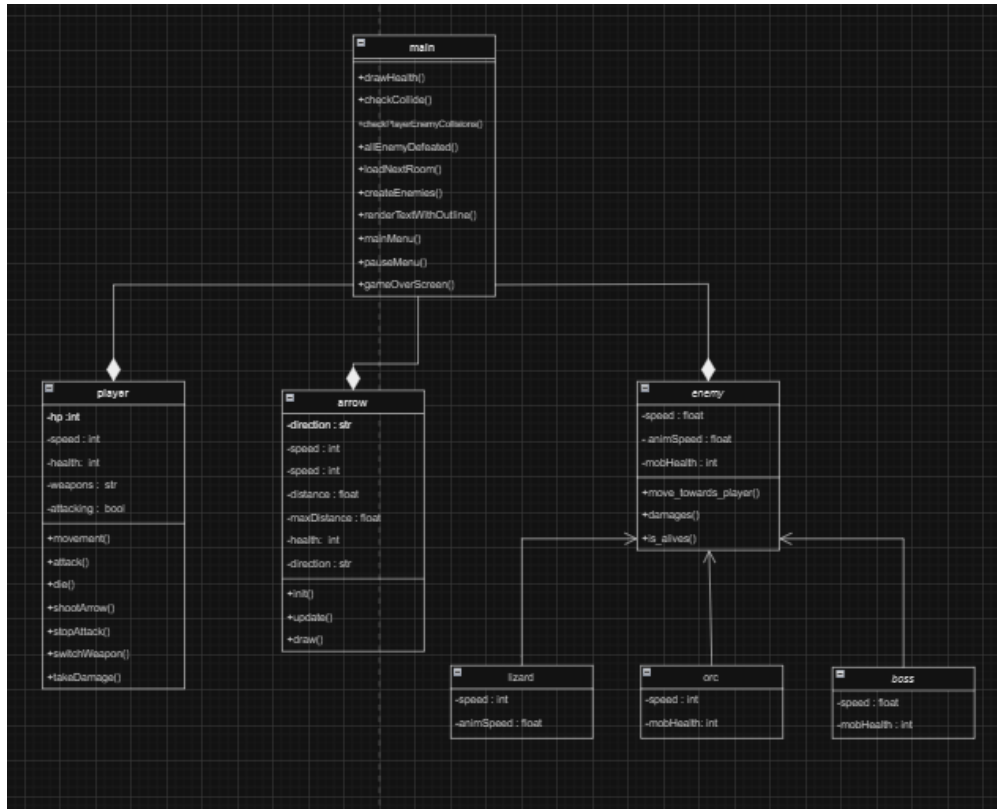 main
+drawHealth()
+checkCollide()
+checkPlayerEnemyCollisions()
+allEnemyDefeated()
+loadNextRoom()
+createEnemies()
+renderTextWithOutline()
+mainMenu()
+pauseMenu()
+gameOverScreen()
player
-hp :int
-speed : int
-health: int
-weapons : str
-attacking : bool
+movement()
+attack()
+die()
+shootArrow()
+stopAttack()
+switchWeapon()
+takeDamage()
arrow
-direction : str
-speed : int
-speed : int
-distance : float
-maxDistance : float
-health: int
-direction : str
+init()
+update()
+draw()
enemy
-speed : float
- animSpeed : float
-mobHealth : int
+move_towards_player()
+damages()
+is_alives()
lizard
-speed : int
-animSpeed : float
orc
-speed : int
-mobHealth: int
boss
-speed : float
-mobHealth : int